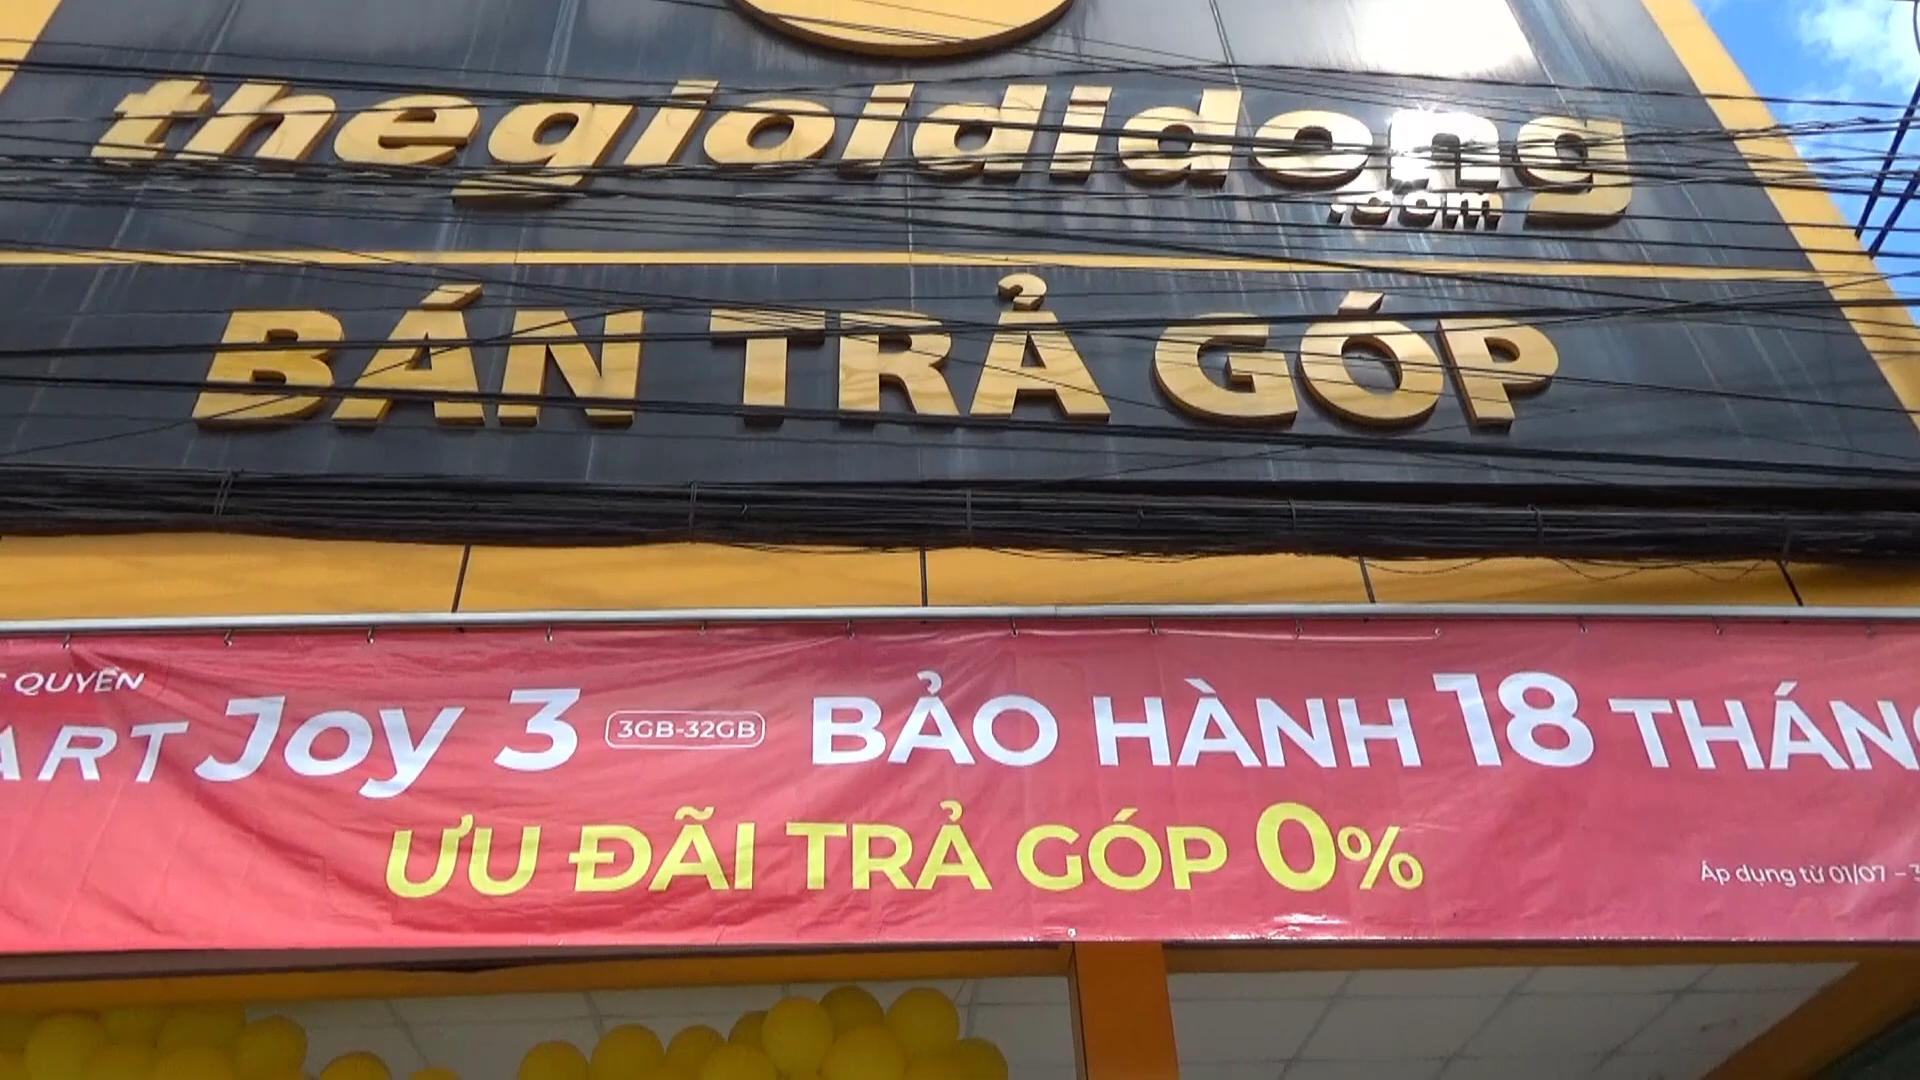 thegioididong
.com
BÁN TRẢ GÓP
QUYỀN
ART Joy 3 3GB-32GB BẢO HÀNH 18 THÁN
ƯU ĐÃI TRẢ GÓP 0%
Áp dụng từ 01/07 -